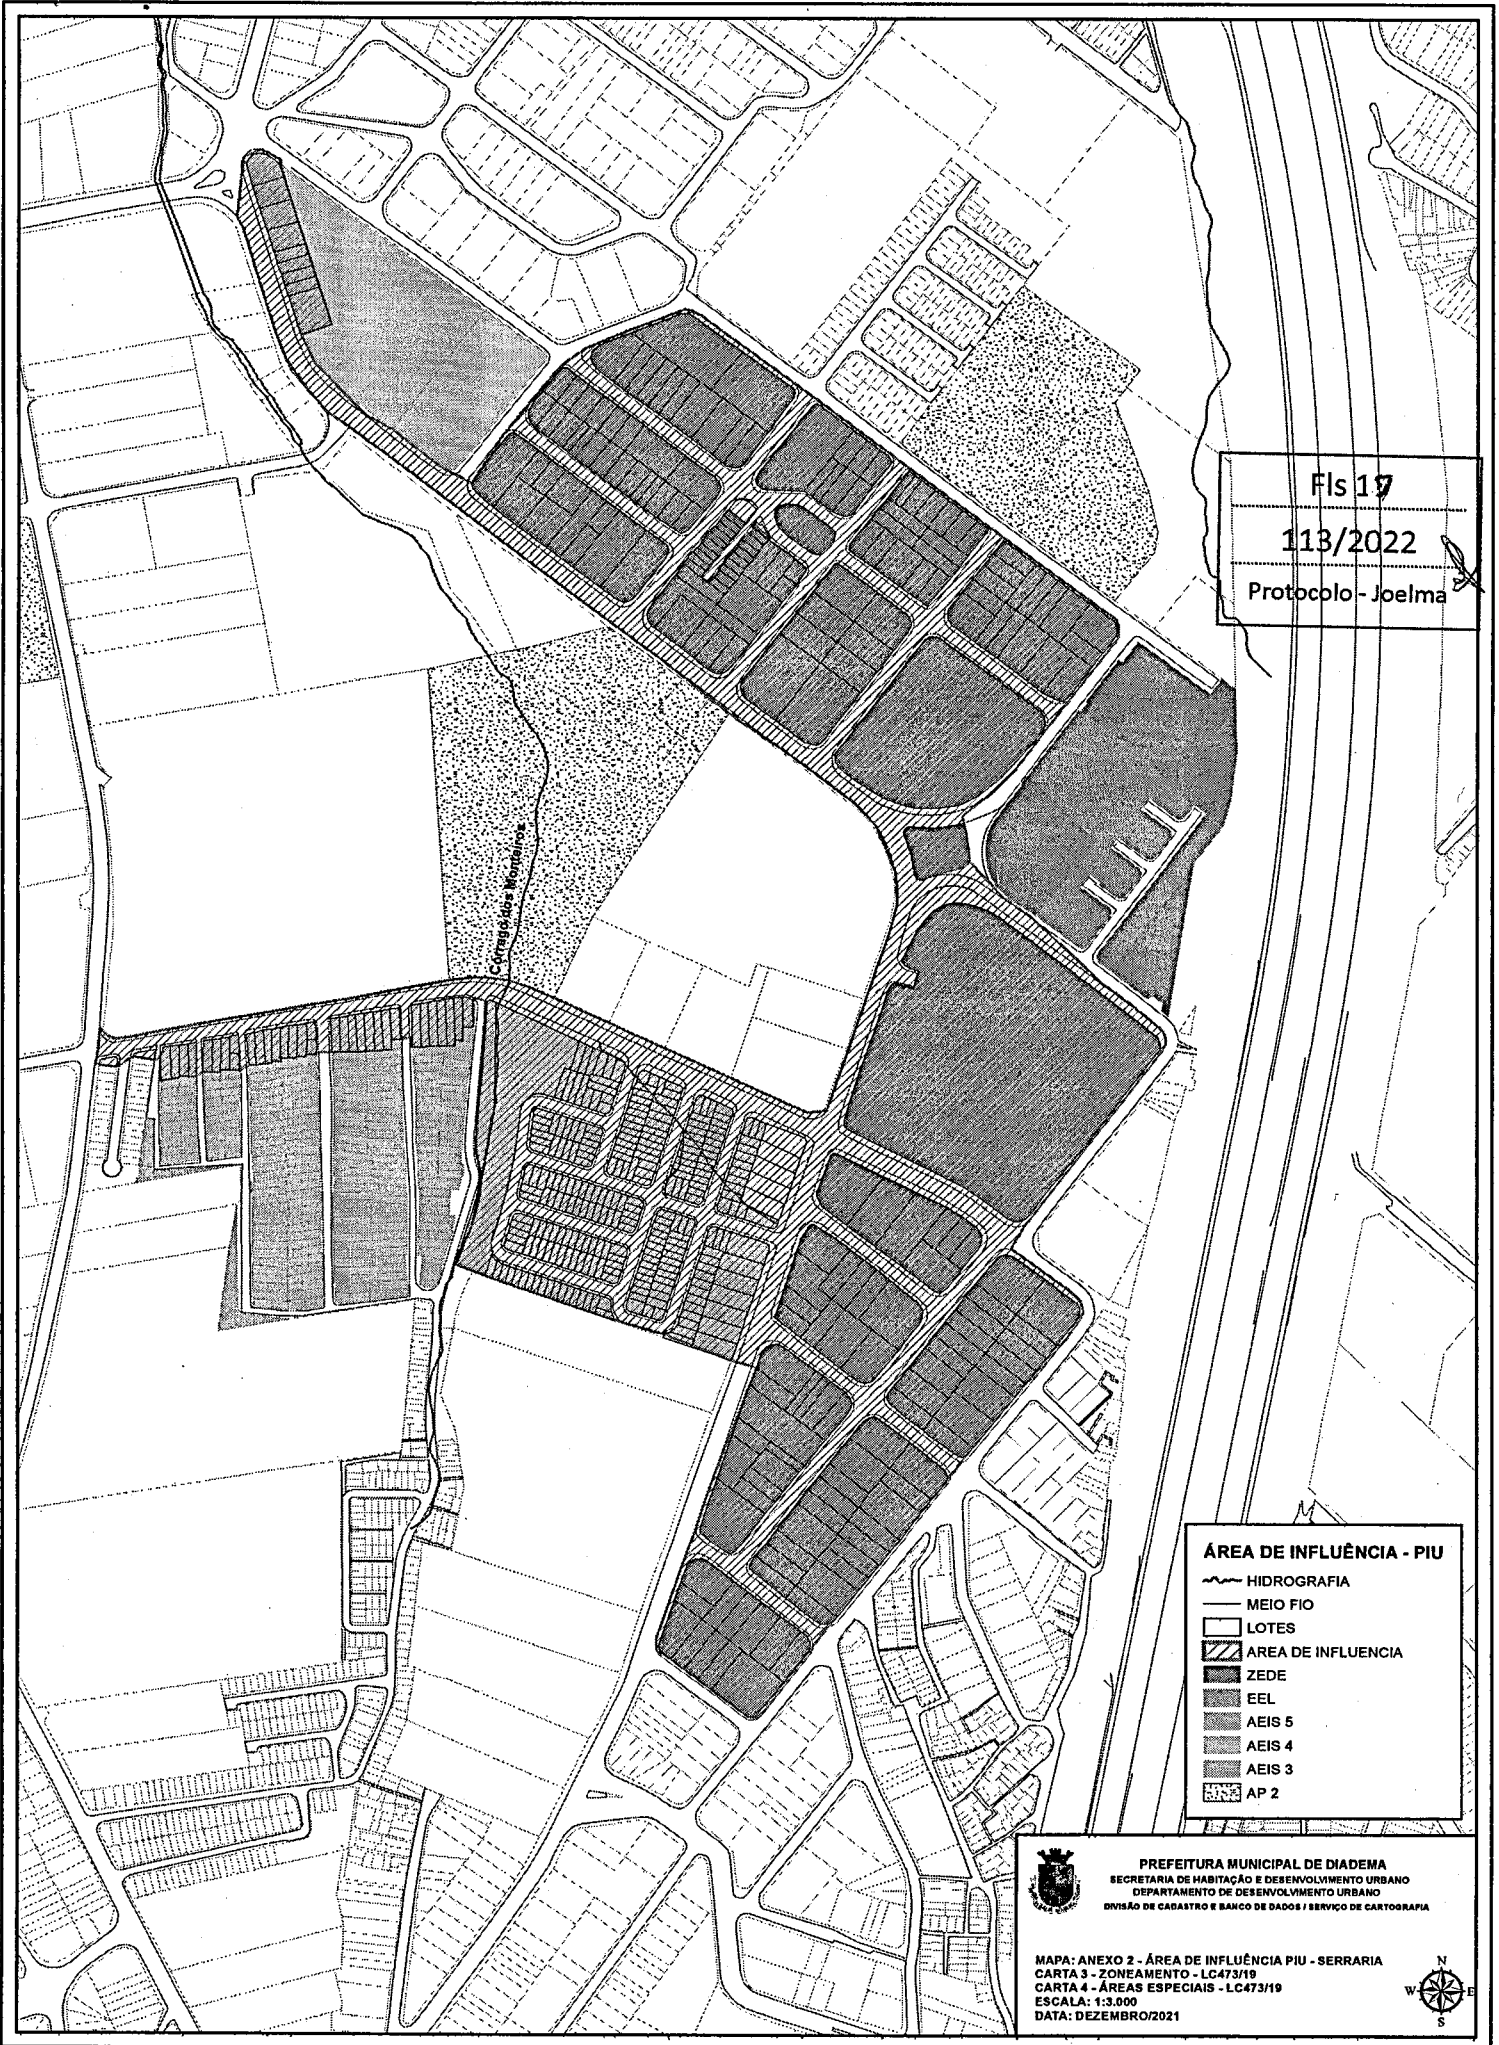 Fls 19
113/2022
Protocolo - Joelma
Córrego dos Monteiros
ÁREA DE INFLUÊNCIA - PIU
HIDROGRAFIA
MEIO FIO
LOTES
AREA DE INFLUENCIA
ZEDE
EEL
AEIS 5
AEIS 4
AEIS 3
AP 2
PREFEITURA MUNICIPAL DE DIADEMA
SECRETARIA DE HABITAÇÃO E DESENVOLVIMENTO URBANO
DEPARTAMENTO DE DESENVOLVIMENTO URBANO
DIVISÃO DE CADASTRO E BANCO DE DADOS / SERVIÇO DE CARTOGRAFIA
MAPA: ANEXO 2 - ÁREA DE INFLUÊNCIA PIU - SERRARIA
CARTA 3 - ZONEAMENTO - LC473/19
CARTA 4 - ÁREAS ESPECIAIS - LC473/19
ESCALA: 1:3.000
DATA: DEZEMBRO/2021
N
W E
S